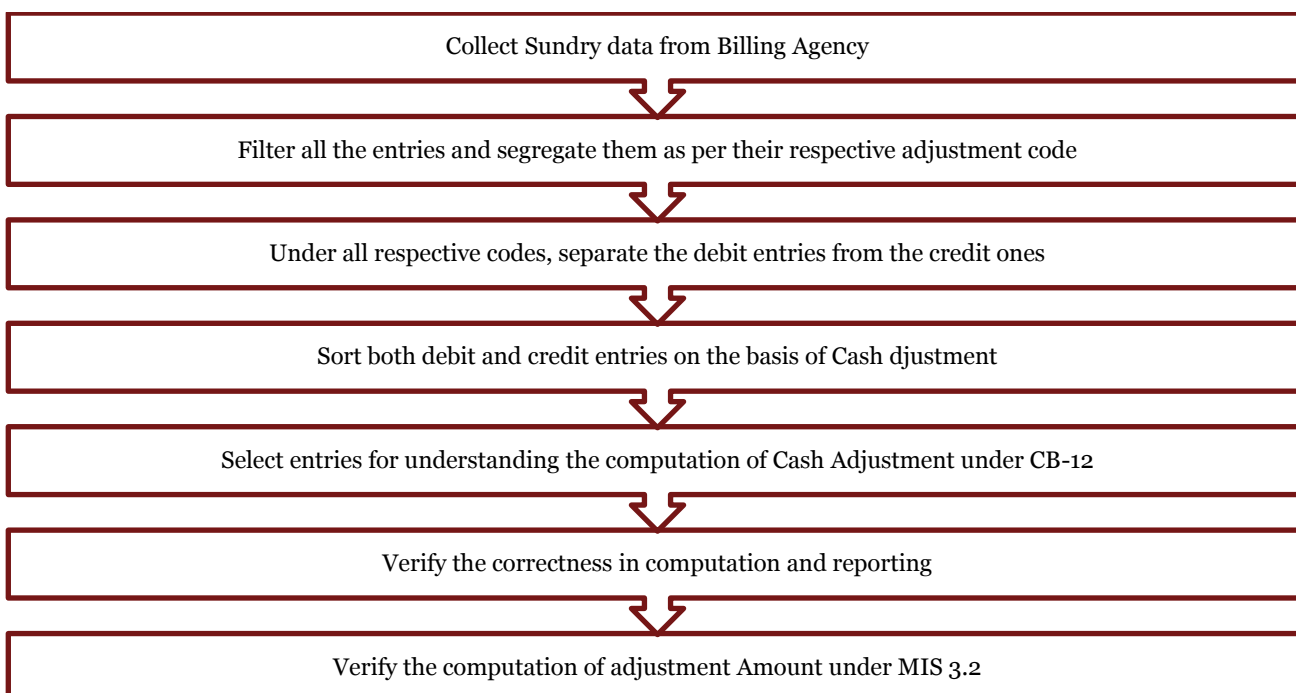 Collect Sundry data from Billing Agency
Filter all the entries and segregate them as per their respective adjustment code
Under all respective codes, separate the debit entries from the credit ones
Sort both debit and credit entries on the basis of Cash djustment
Select entries for understanding the computation of Cash Adjustment under CB-12
Verify the correctness in computation and reporting
Verify the computation of adjustment Amount under MIS 3.2